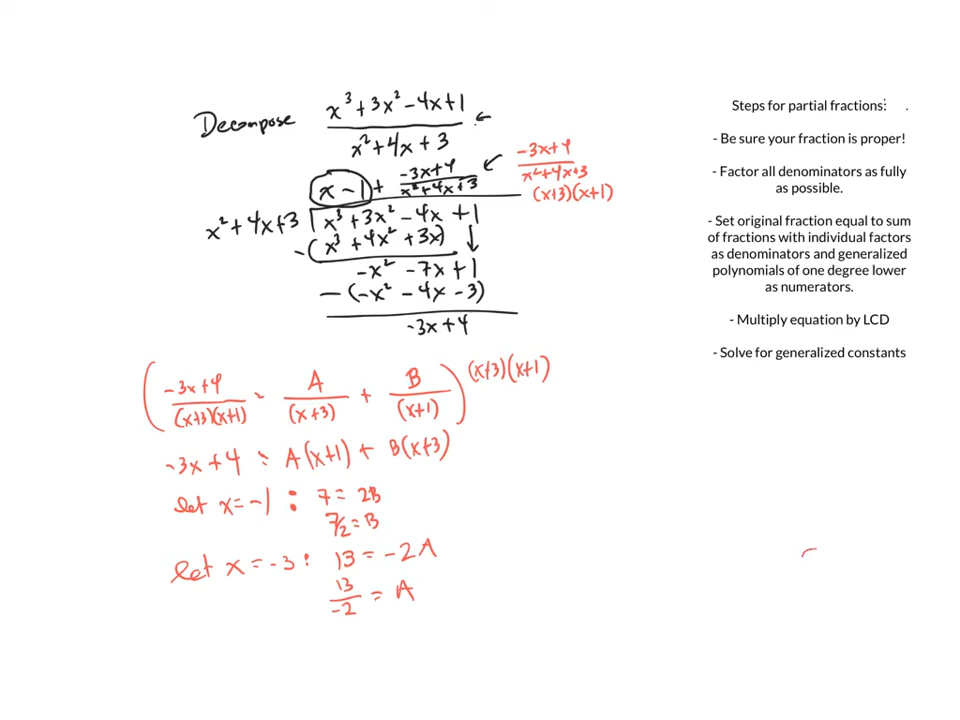 Decompose x³+3x²-4x+1 / x²+4x+3 ←
x-1 + -3x+4 / x²+4x+3 ↙
-3x+4 / x²+4x+3
(x+3)(x+1)
x²+4x+3 | x³+3x²-4x+1
-(x³+4x²+3x) ↓
-x²-7x+1
-(-x²-4x-3)
-3x+4
( -3x+4 / (x+3)(x+1) = A / (x+3) + B / (x+1) ) (x+3)(x+1)
-3x+4 = A(x+1) + B(x+3)
let x=-1 : 7=2B
7/2=B
let x=-3 : 13=-2A
13 / -2 = A
Steps for partial fractions: .
- Be sure your fraction is proper!
- Factor all denominators as fully
as possible.
- Set original fraction equal to sum
of fractions with individual factors
as denominators and generalized
polynomials of one degree lower
as numerators.
- Multiply equation by LCD
- Solve for generalized constants